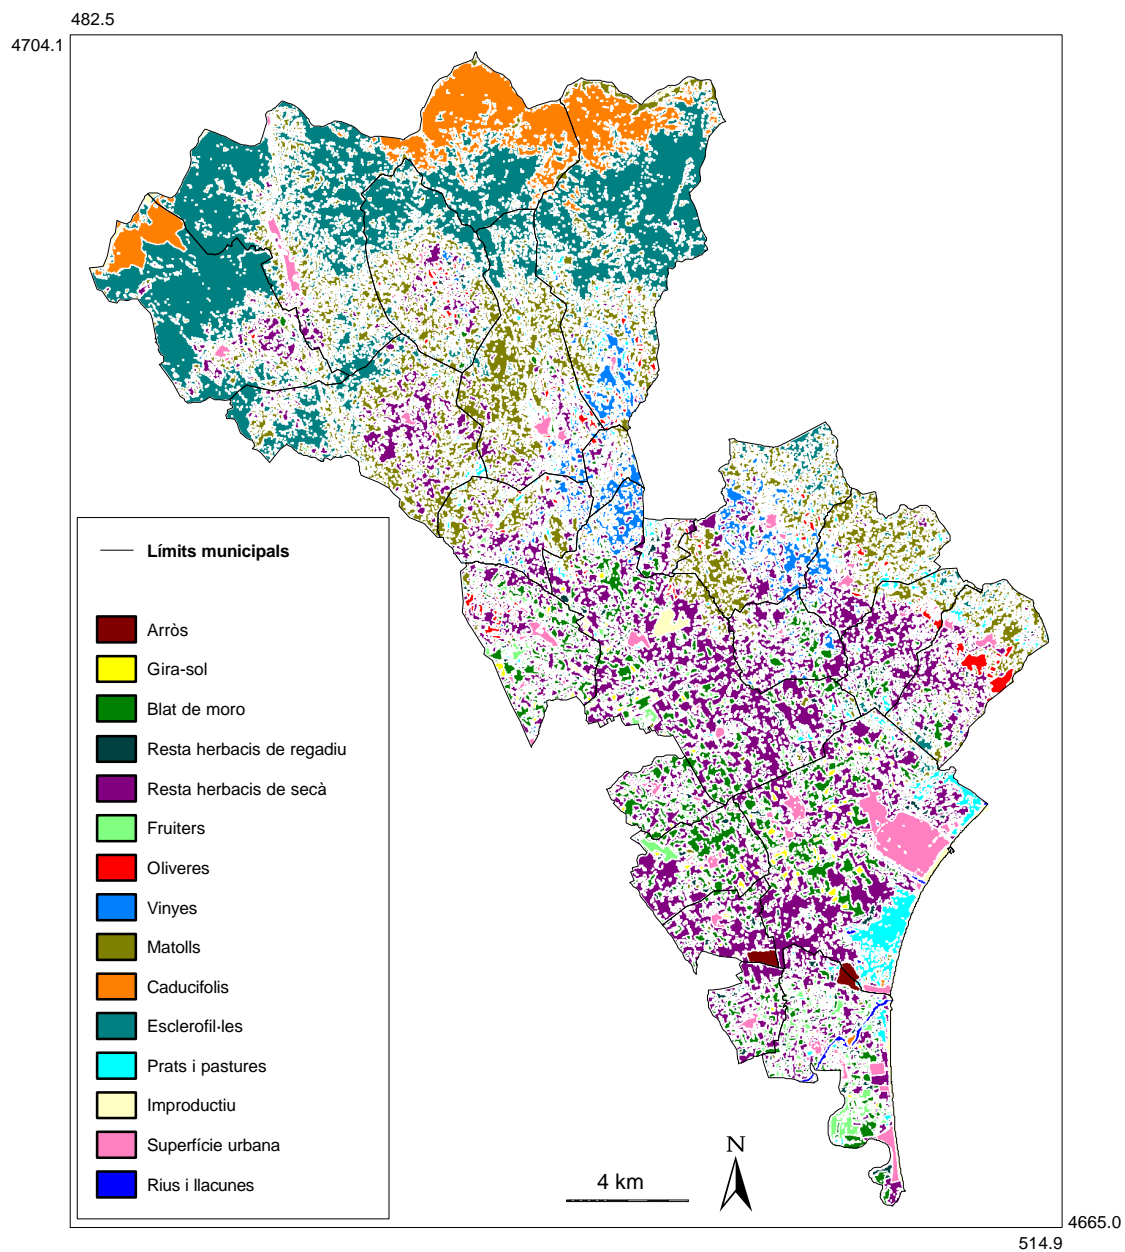 482.5
4704.1
Límits municipals
Arròs
Gira-sol
Blat de moro
Resta herbacis de regadiu
Resta herbacis de secà
Fruiters
Oliveres
Vinyes
Matolls
Caducifolis
Esclerofil·les
Prats i pastures
Improductiu
Superfície urbana
Rius i llacunes
N
4 km
4665.0
514.9